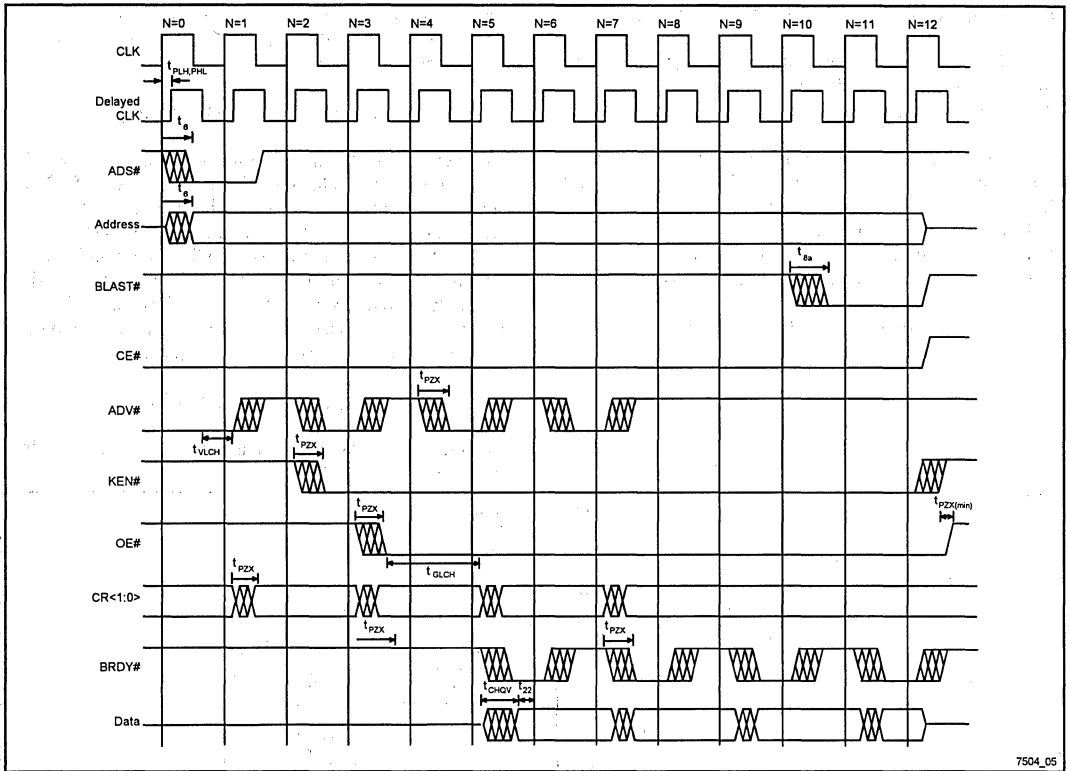 N=0 N=1 N=2 N=3 N=4 N=5 N=6 N=7 N=8 N=9 N=10 N=11 N=12
CLK
tPLH,PHL
Delayed
CLK
t6
ADS#
t6
Address
t8a
BLAST#
CE#
tPZX
ADV#
tVLCH
tPZX
KEN#
tPZX
tPZX(min)
OE#
tGLCH
tPZX
CR<1:0>
tPZX tPZX
BRDY#
tCHQV t22
Data
7504_05